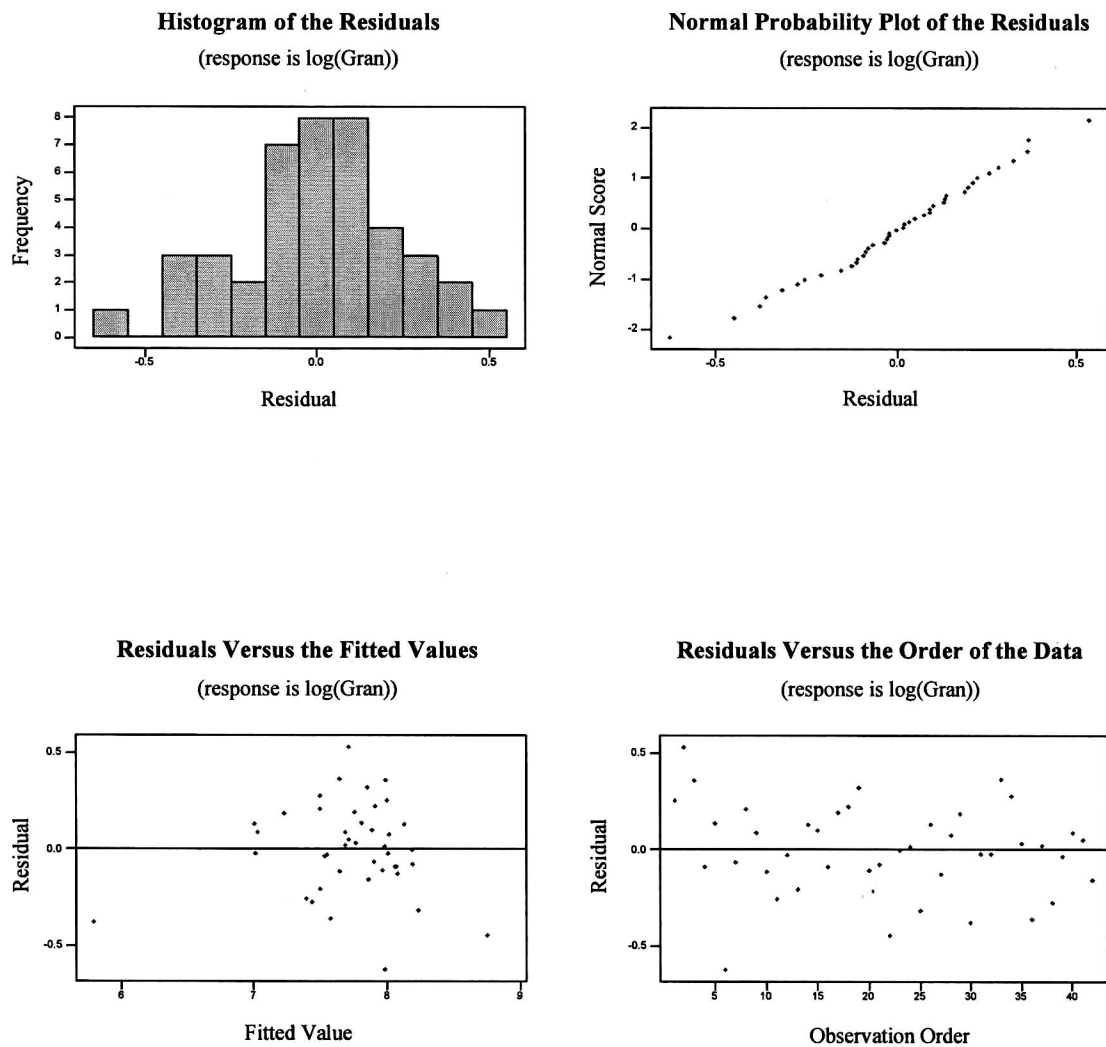 Histogram of the Residuals
(response is log(Gran))
8
7
6
5
4
3
2
1
0
Frequency
-0.5 0.0 0.5
Residual
Normal Probability Plot of the Residuals
(response is log(Gran))
2
1
0
-1
-2
Normal Score
-0.5 0.0 0.5
Residual
Residuals Versus the Fitted Values
(response is log(Gran))
0.5
0.0
-0.5
Residual
6 7 8 9
Fitted Value
Residuals Versus the Order of the Data
(response is log(Gran))
0.5
0.0
-0.5
Residual
5 10 15 20 25 30 35 40
Observation Order